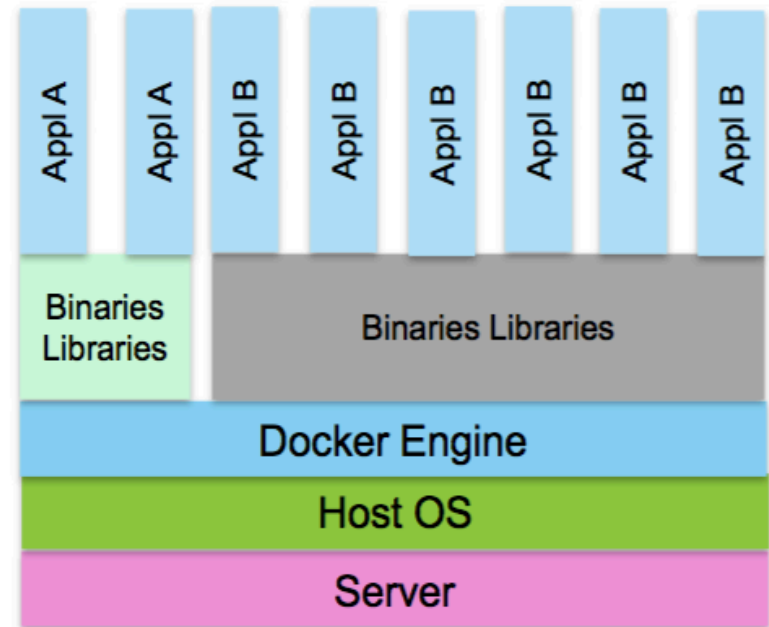 Appl A
Appl A
Appl B
Appl B
Appl B
Appl B
Appl B
Appl B
Binaries
Libraries
Binaries Libraries
Docker Engine
Host OS
Server